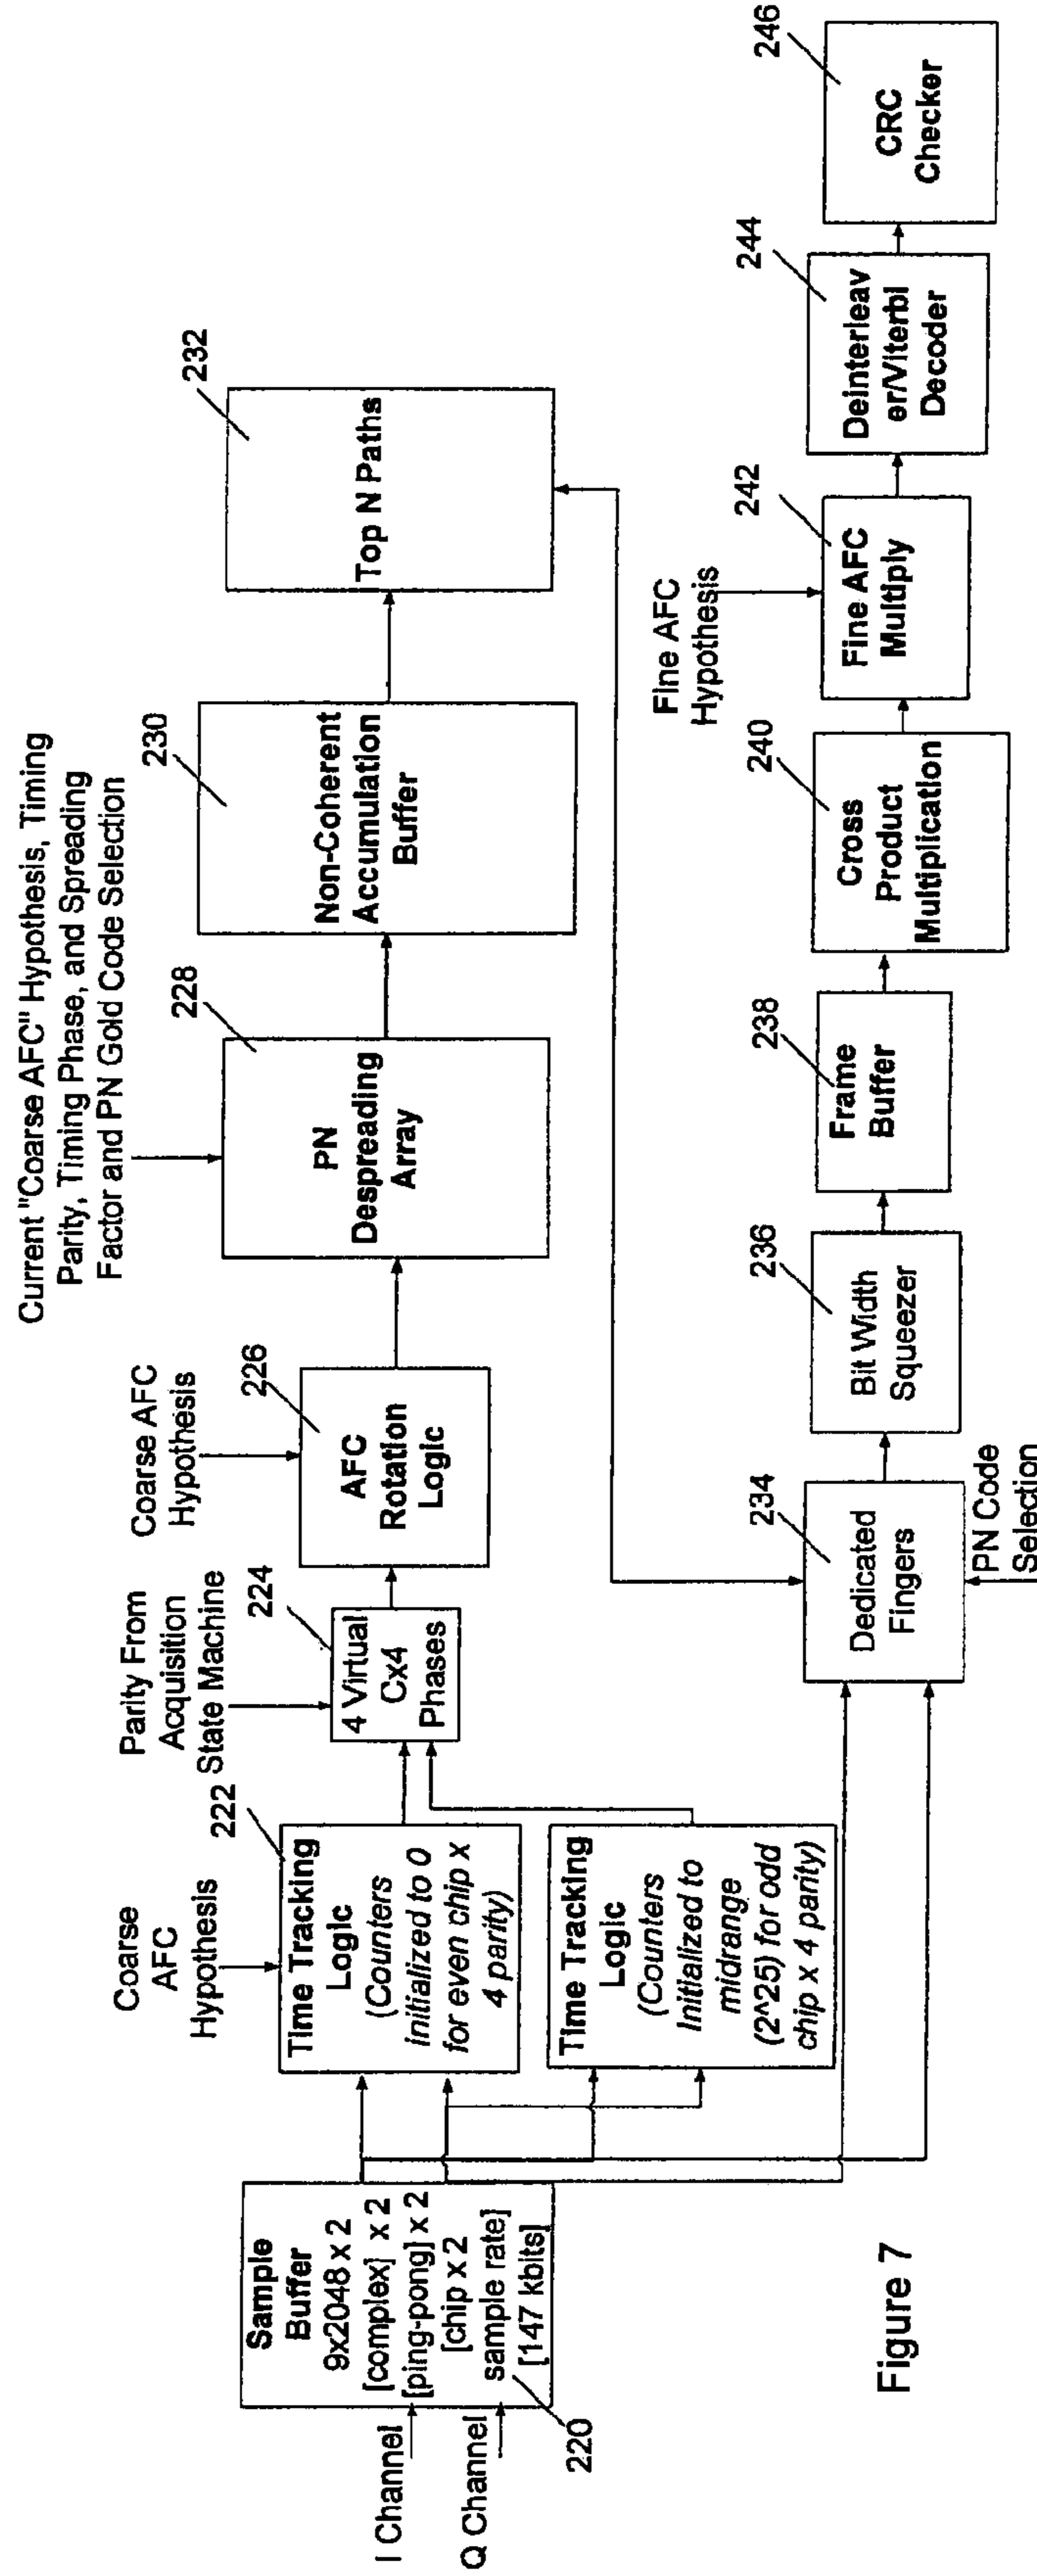 Current "Coarse AFC" Hypothesis, Timing
Parity, Timing Phase, and Spreading
Factor and PN Gold Code Selection
I Channel
Q Channel
220
Sample
Buffer
9x2048 x 2
[complex] x 2
[ping-pong] x 2
[chip x 2
sample rate]
[147 kbits]
Coarse
AFC
Hypothesis
222
Time Tracking
Logic
(Counters
initialized to 0
for even chip x
4 parity)
Time Tracking
Logic
(Counters
Initialized to
midrange
(2^25) for odd
chip x 4 parity)
Parity From
Acquisition
State Machine
224
4 Virtual
Cx4
Phases
Coarse AFC
Hypothesis
226
AFC
Rotation
Logic
228
PN
Despreading
Array
230
Non-Coherent
Accumulation
Buffer
232
Top N Paths
234
Dedicated
Fingers
PN Code
Selection
236
Bit Width
Squeezer
238
Frame
Buffer
240
Cross
Product
Multiplication
Fine AFC
Hypothesis
242
Fine AFC
Multiply
244
Deinterleav
er/Viterbi
Decoder
246
CRC
Checker
Figure 7